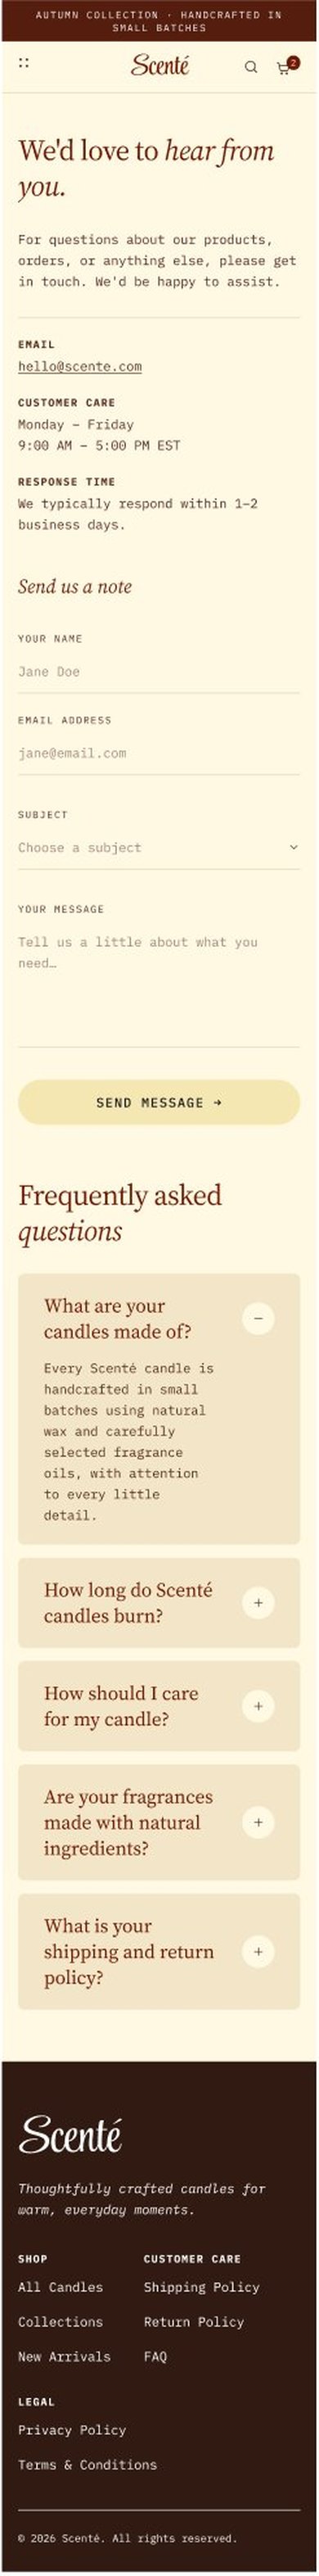 AUTUMN COLLECTION · HANDCRAFTED IN
SMALL BATCHES
Scenté
2
We'd love to hear from
you.
For questions about our products,
orders, or anything else, please get
in touch. We'd be happy to assist.
EMAIL
hello@scente.com
CUSTOMER CARE
Monday – Friday
9:00 AM – 5:00 PM EST
RESPONSE TIME
We typically respond within 1–2
business days.
Send us a note
YOUR NAME
Jane Doe
EMAIL ADDRESS
jane@email.com
SUBJECT
Choose a subject
YOUR MESSAGE
Tell us a little about what you
need…
SEND MESSAGE →
Frequently asked
questions
What are your
candles made of?
Every Scenté candle is
handcrafted in small
batches using natural
wax and carefully
selected fragrance
oils, with attention
to every little
detail.
How long do Scenté
candles burn?
How should I care
for my candle?
Are your fragrances
made with natural
ingredients?
What is your
shipping and return
policy?
Scenté
Thoughtfully crafted candles for
warm, everyday moments.
SHOP
All Candles
Collections
New Arrivals
CUSTOMER CARE
Shipping Policy
Return Policy
FAQ
LEGAL
Privacy Policy
Terms & Conditions
© 2026 Scenté. All rights reserved.